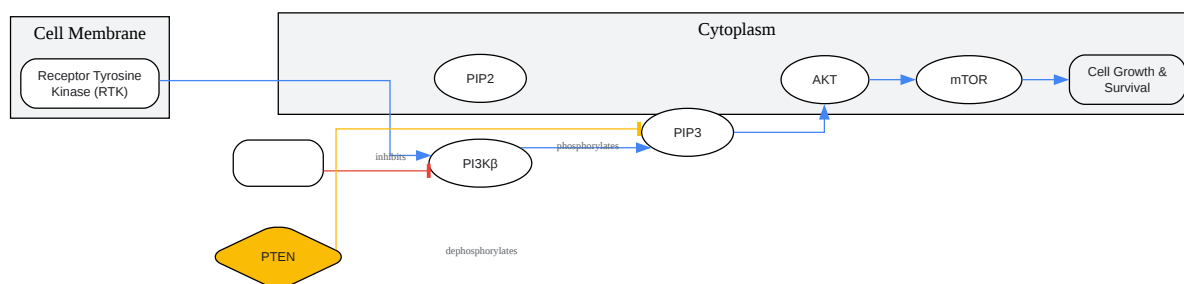 Cell Membrane
Receptor Tyrosine
Kinase (RTK)
Cytoplasm
PIP2
AKT
mTOR
Cell Growth &
Survival
PIP3
phosphorylates
inhibits
PI3Kβ
PTEN
dephosphorylates